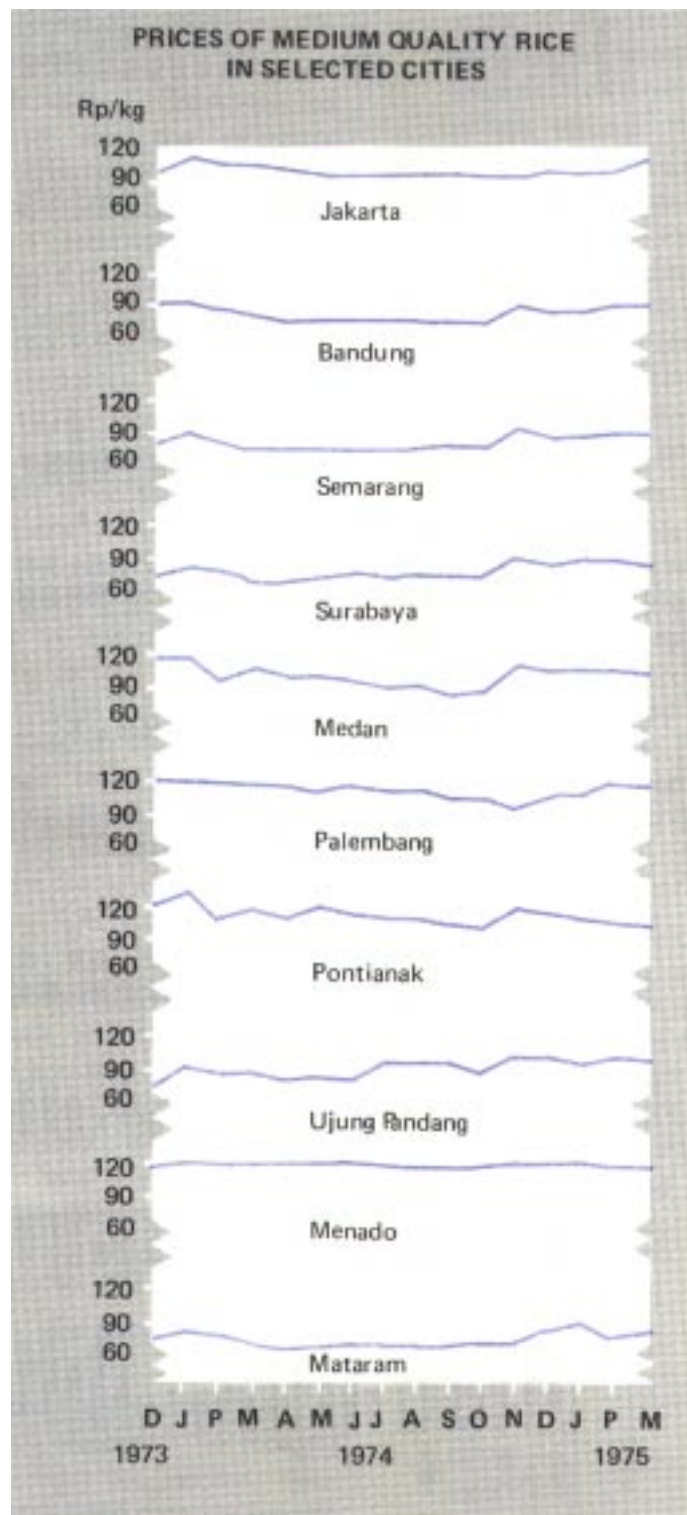 PRICES OF MEDIUM QUALITY RICE
IN SELECTED CITIES
Rp/kg
120
90
60
Jakarta
120
90
60
Bandung
120
90
60
Semarang
120
90
60
Surabaya
120
90
60
Medan
120
90
60
Palembang
120
90
60
Pontianak
120
90
60
Ujung Pandang
120
90
60
Menado
120
90
60
Mataram
D J P M A M J J A S O N D J P M
1973 1974 1975